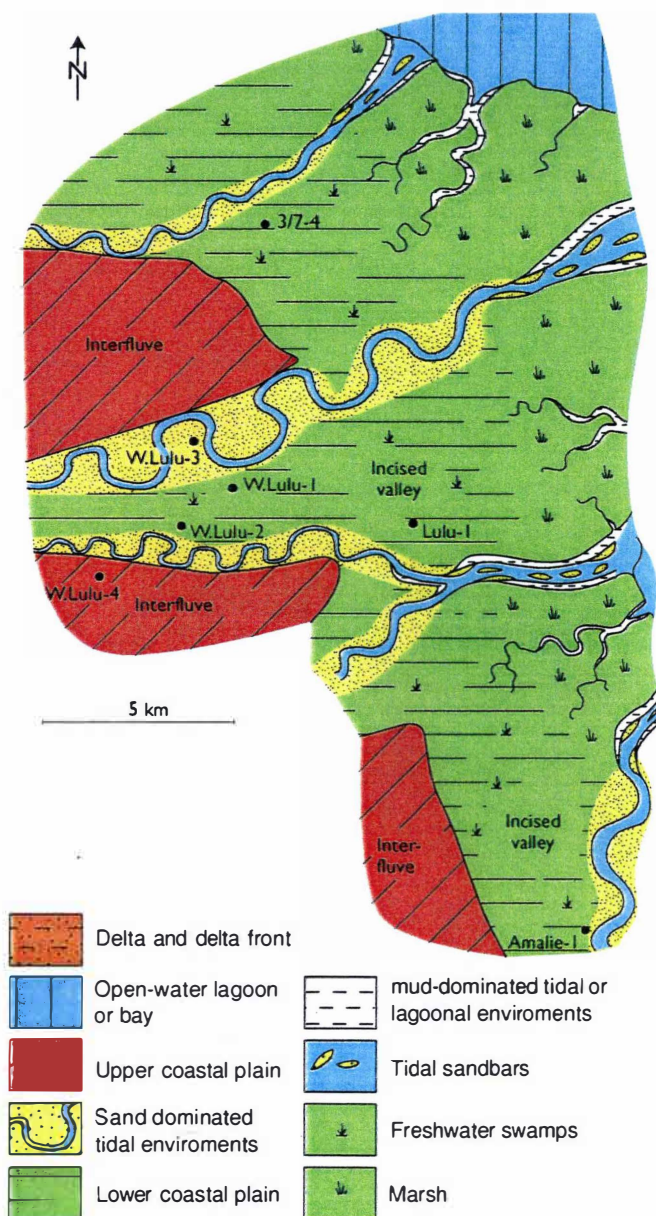 N
3/7-4
Interfluve
W.Lulu-3
W.Lulu-1
Incised
valley
W.Lulu-2
Lulu-1
W.Lulu-4
Interfluve
5 km
Incised
valley
Inter-
fluve
Amalie-1
Delta and delta front
Open-water lagoon
or bay
Upper coastal plain
Sand dominated
tidal enviroments
Lower coastal plain
mud-dominated tidal or
lagoonal enviroments
Tidal sandbars
Freshwater swamps
Marsh